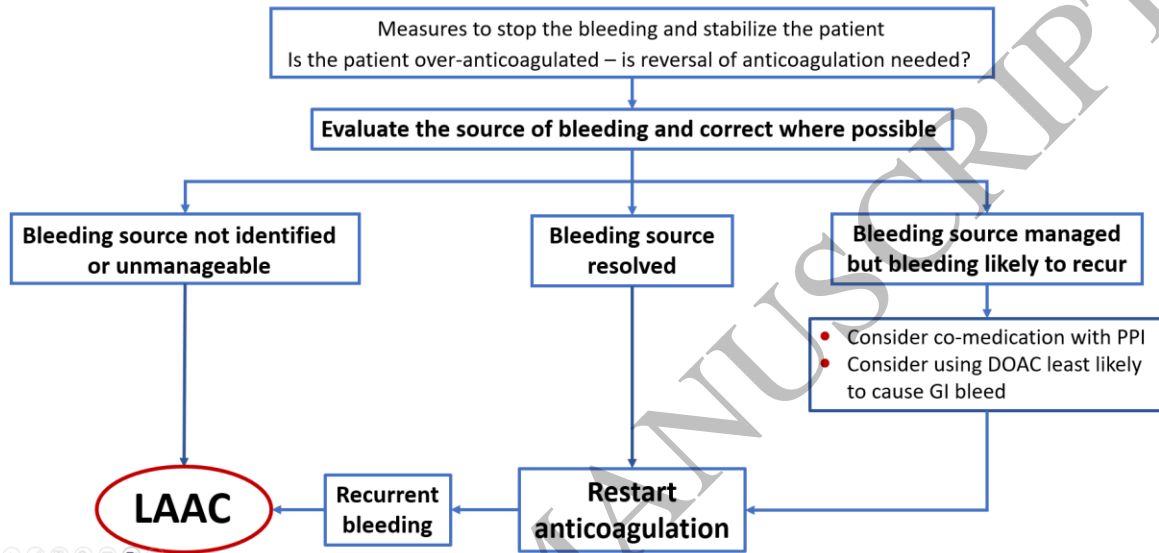 Measures to stop the bleeding and stabilize the patient
Is the patient over-anticoagulated – is reversal of anticoagulation needed?
Evaluate the source of bleeding and correct where possible
Bleeding source not identified
or unmanageable
Bleeding source
resolved
Bleeding source managed
but bleeding likely to recur
• Consider co-medication with PPI
• Consider using DOAC least likely
to cause GI bleed
LAAC
Recurrent
bleeding
Restart
anticoagulation
MANUSCRIPT